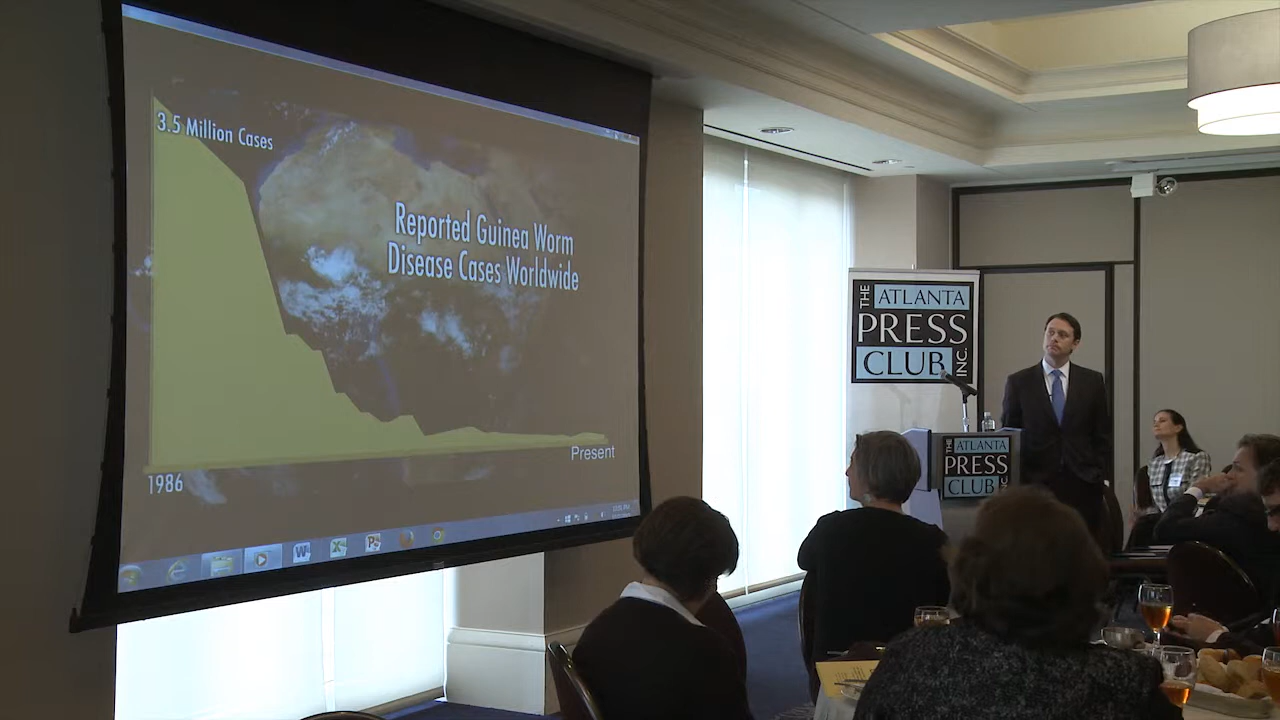 3.5 Million Cases
Reported Guinea Worm
Disease Cases Worldwide
Present
1986
THE
ATLANTA
PRESS
CLUB
INC.
THE
ATLANTA
PRESS
CLUB